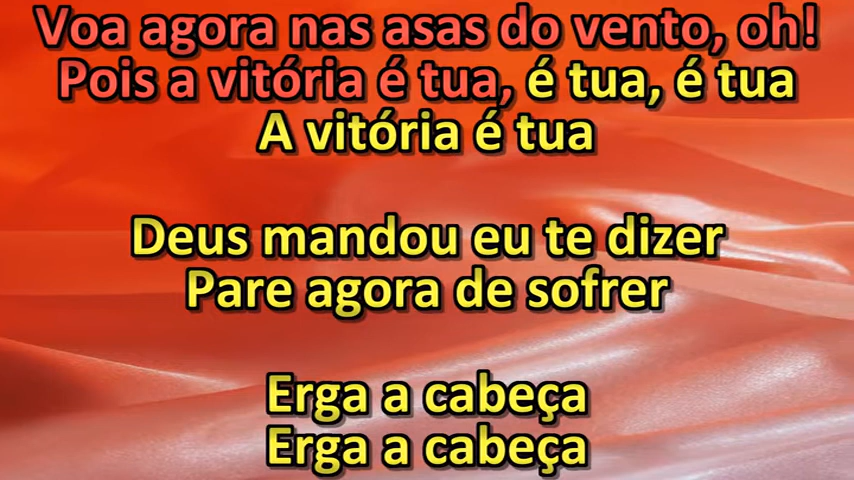 Voa agora nas asas do vento, oh!
Pois a vitória é tua, é tua, é tua
A vitória é tua
Deus mandou eu te dizer
Pare agora de sofrer
Erga a cabeça
Erga a cabeça